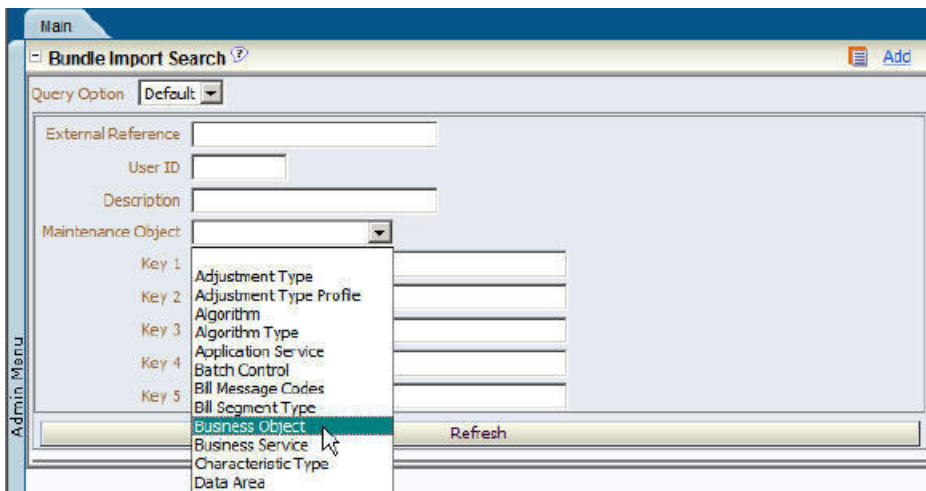 Main
Bundle Import Search ?
Add
Query Option Default
External Reference
User ID
Description
Maintenance Object
Key 1
Key 2
Key 3
Key 4
Key 5
Adjustment Type
Adjustment Type Profile
Algorithm
Algorithm Type
Application Service
Batch Control
Bill Message Codes
Bill Segment Type
Business Object
Business Service
Characteristic Type
Data Area
Refresh
Admin Menu